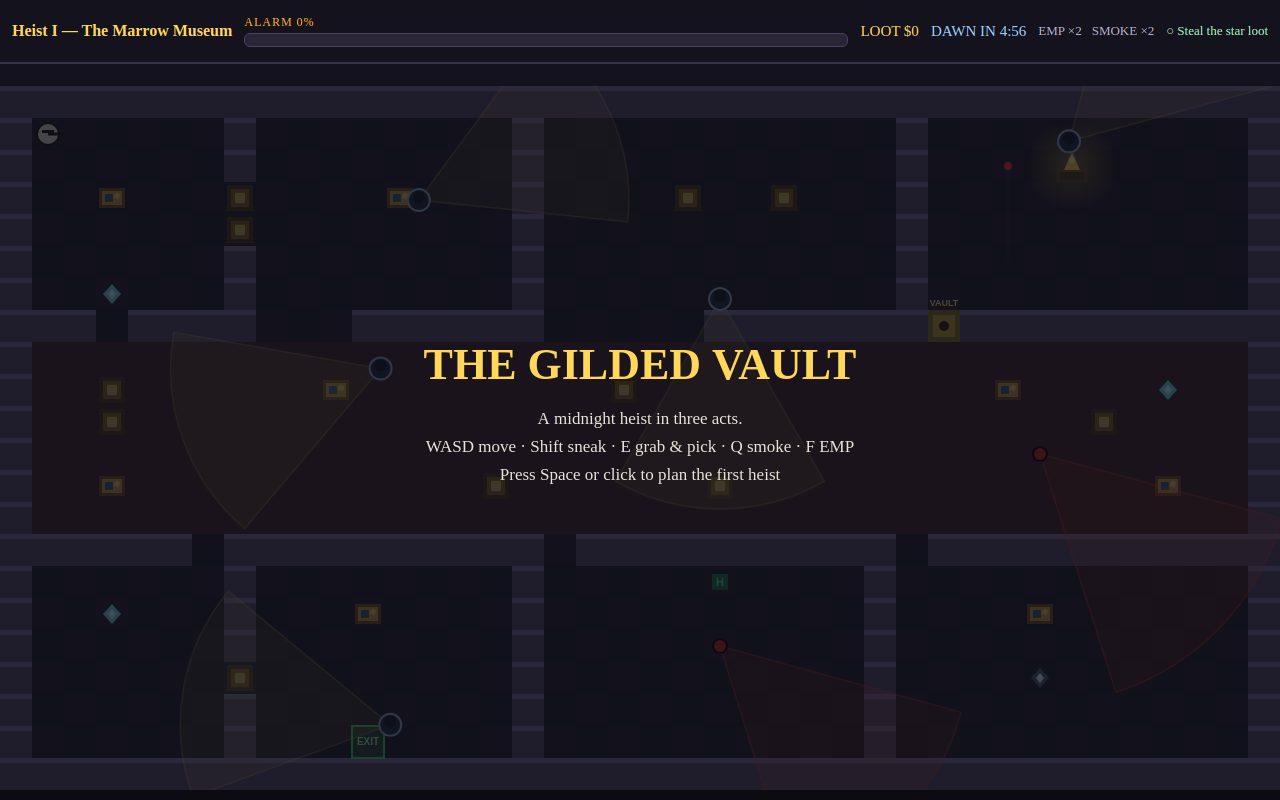 Heist I — The Marrow Museum
ALARM 0%
LOOT $0
DAWN IN 4:56
EMP ×2
SMOKE ×2
○ Steal the star loot
VAULT
THE GILDED VAULT
A midnight heist in three acts.
WASD move · Shift sneak · E grab & pick · Q smoke · F EMP
Press Space or click to plan the first heist
H
EXIT